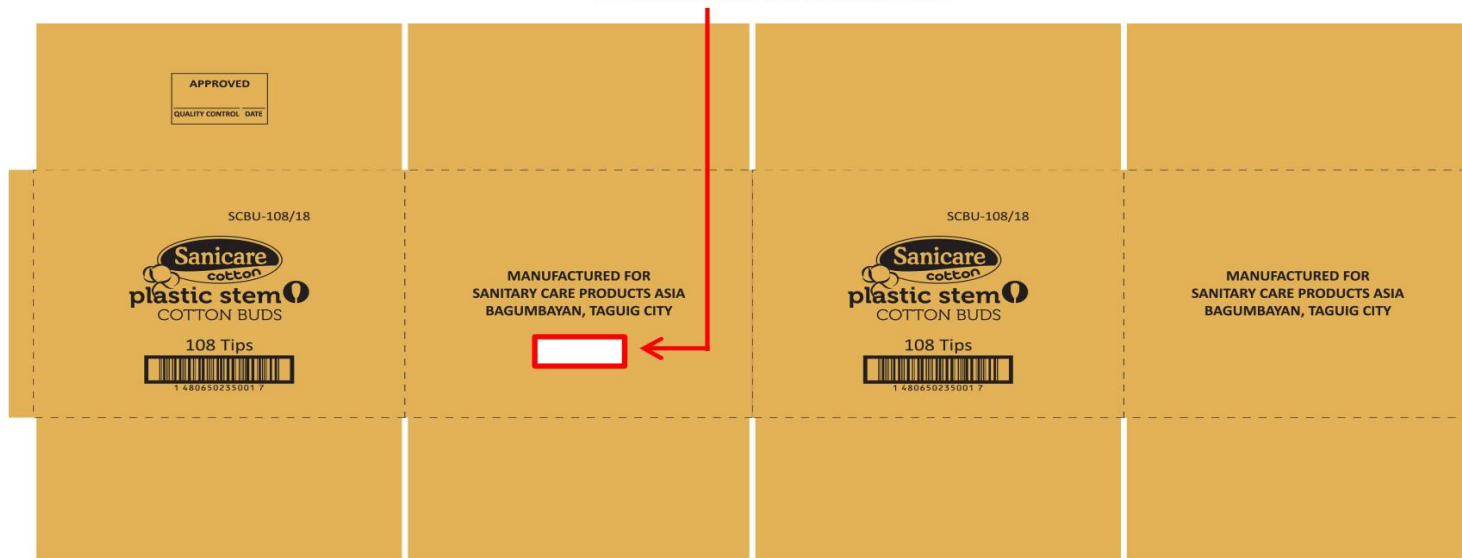 APPROVED
QUALITY CONTROL DATE
SCBU-108/18
Sanicare
cotton
plastic stem
COTTON BUDS
108 Tips
1 480650235001 7
MANUFACTURED FOR
SANITARY CARE PRODUCTS ASIA
BAGUMBAYAN, TAGUIG CITY
SCBU-108/18
Sanicare
cotton
plastic stem
COTTON BUDS
108 Tips
1 480650235001 7
MANUFACTURED FOR
SANITARY CARE PRODUCTS ASIA
BAGUMBAYAN, TAGUIG CITY